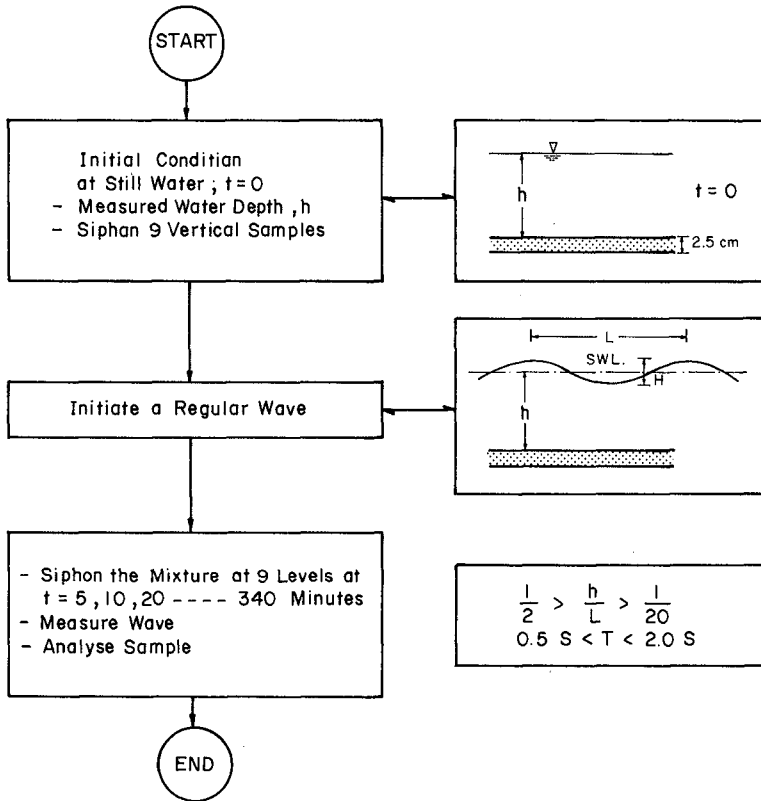 START
Initial Condition
at Still Water ; t=0
- Measured Water Depth , h
- Siphan 9 Vertical Samples
h
t = 0
2.5 cm
Initiate a Regular Wave
L
SWL.
H
h
- Siphon the Mixture at 9 Levels at
t = 5 , 10 , 20 ---- 340 Minutes
- Measure Wave
- Analyse Sample
1/2 > h/L > 1/20
0.5 S < T < 2.0 S
END